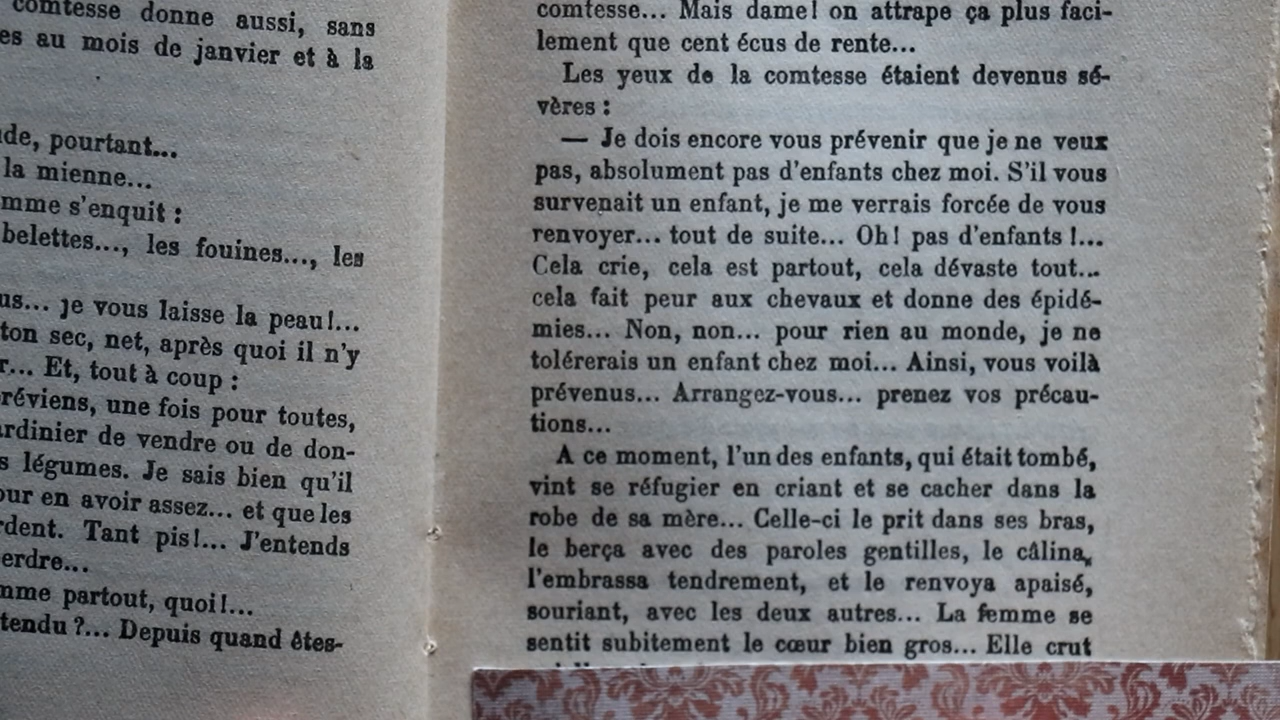 comtesse donne aussi, sans
es au mois de janvier et à la
pourtant...
la mienne...
s'enquit :
belettes..., les fouines..., les
je vous laisse la peau!...
ton sec, net, après quoi il n'y
Et, tout à coup :
une fois pour toutes,
de vendre ou de don-
légumes. Je sais bien qu'il
en avoir assez... et que les
Tant pis!... J'entends
partout, quoi!...
Depuis quand êtes-
comtesse... Mais dame! on attrape ça plus faci-
lement que cent écus de rente...
Les yeux de la comtesse étaient devenus sé-
vères :
— Je dois encore vous prévenir que je ne veux
pas, absolument pas d'enfants chez moi. S'il vous
survenait un enfant, je me verrais forcée de vous
renvoyer... tout de suite... Oh! pas d'enfants !...
Cela crie, cela est partout, cela dévaste tout...
cela fait peur aux chevaux et donne des épidé-
mies... Non, non... pour rien au monde, je ne
tolérerais un enfant chez moi... Ainsi, vous voilà
prévenus... Arrangez-vous... prenez vos précau-
tions...
A ce moment, l'un des enfants, qui était tombé,
vint se réfugier en criant et se cacher dans la
robe de sa mère... Celle-ci le prit dans ses bras,
le berça avec des paroles gentilles, le câlina,
l'embrassa tendrement, et le renvoya apaisé,
souriant, avec les deux autres... La femme se
sentit subitement le cœur bien gros... Elle crut